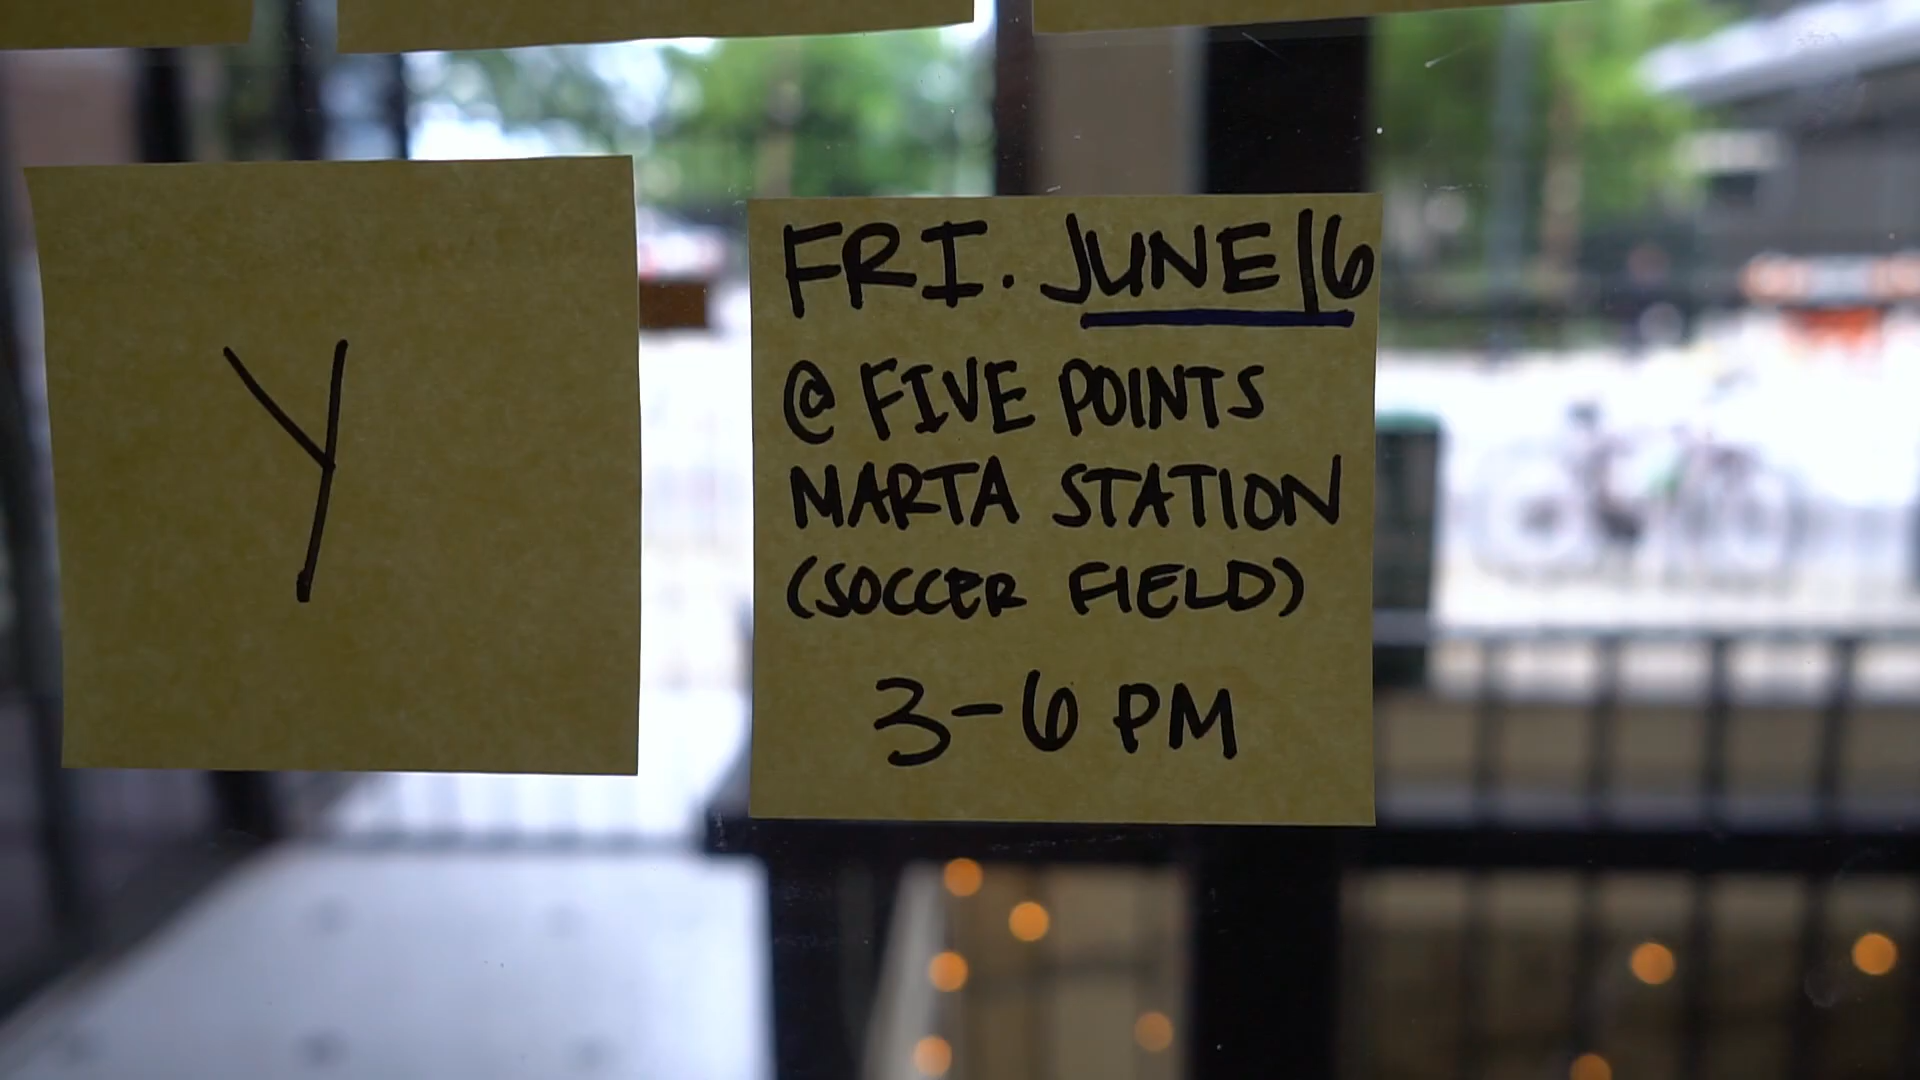 Y
FRI. JUNE 16
@ FIVE POINTS
MARTA STATION
(SOCCER FIELD)
3-6 PM